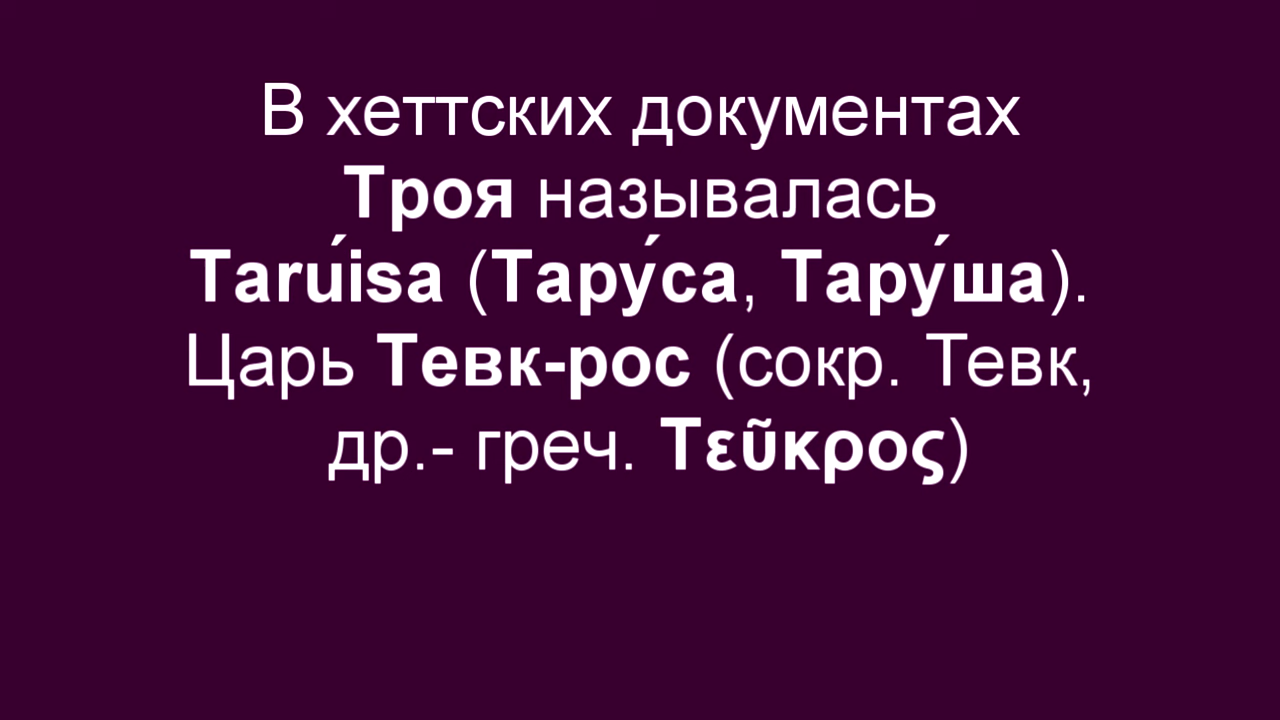 В хеттских документах
Троя называлась
Tarúisa (Тару́са, Тару́ша).
Царь Тевк-рос (сокр. Тевк,
др.- греч. Τεῦκρος)